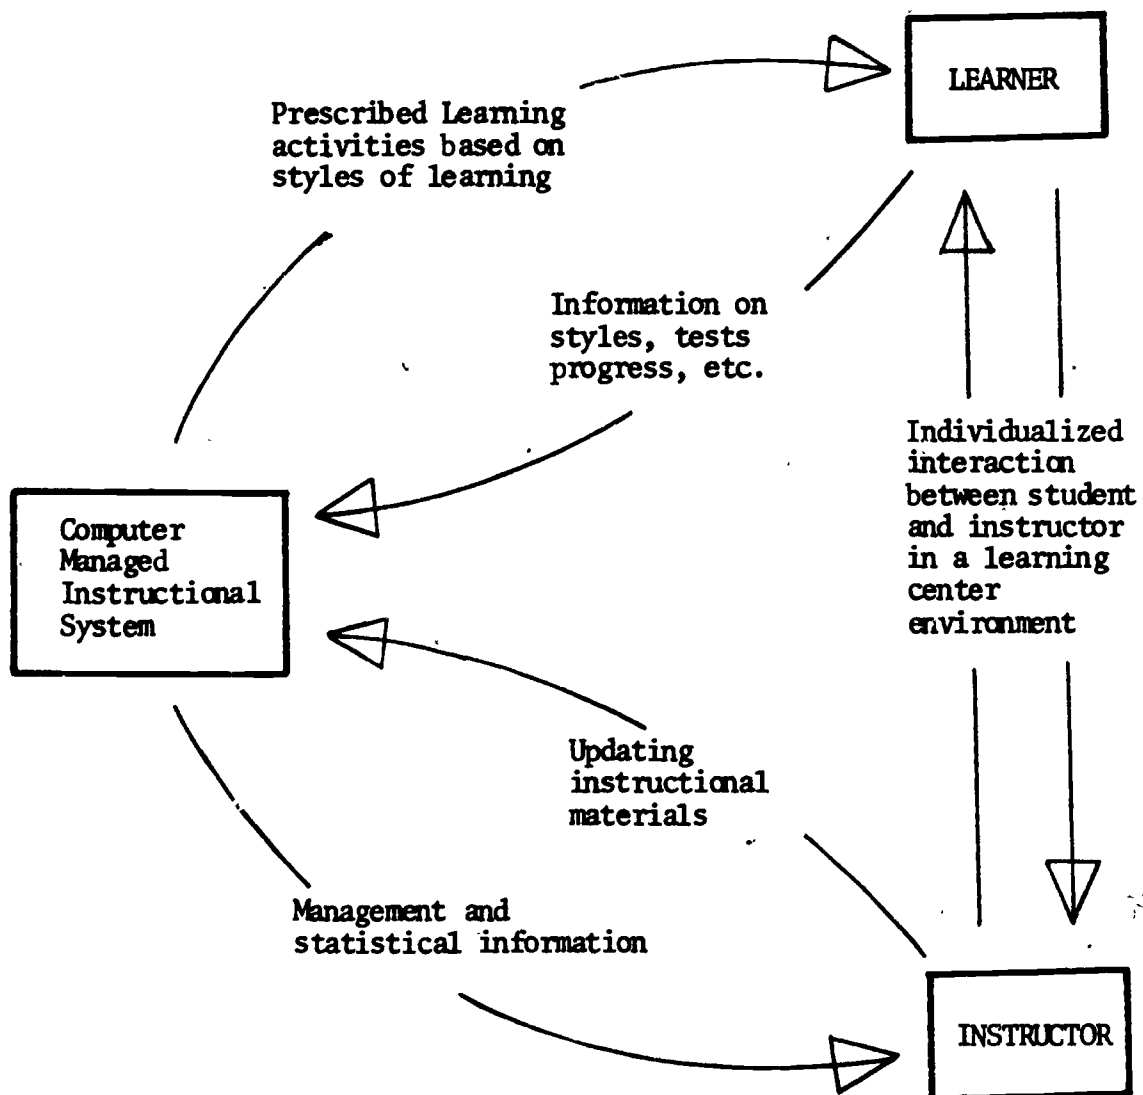 LEARNER
Prescribed Learning
activities based on
styles of learning
Information on
styles, tests
progress, etc.
Individualized
interaction
between student
and instructor
in a learning
center
environment
Computer
Managed
Instructional
System
Updating
instructional
materials
Management and
statistical information
INSTRUCTOR